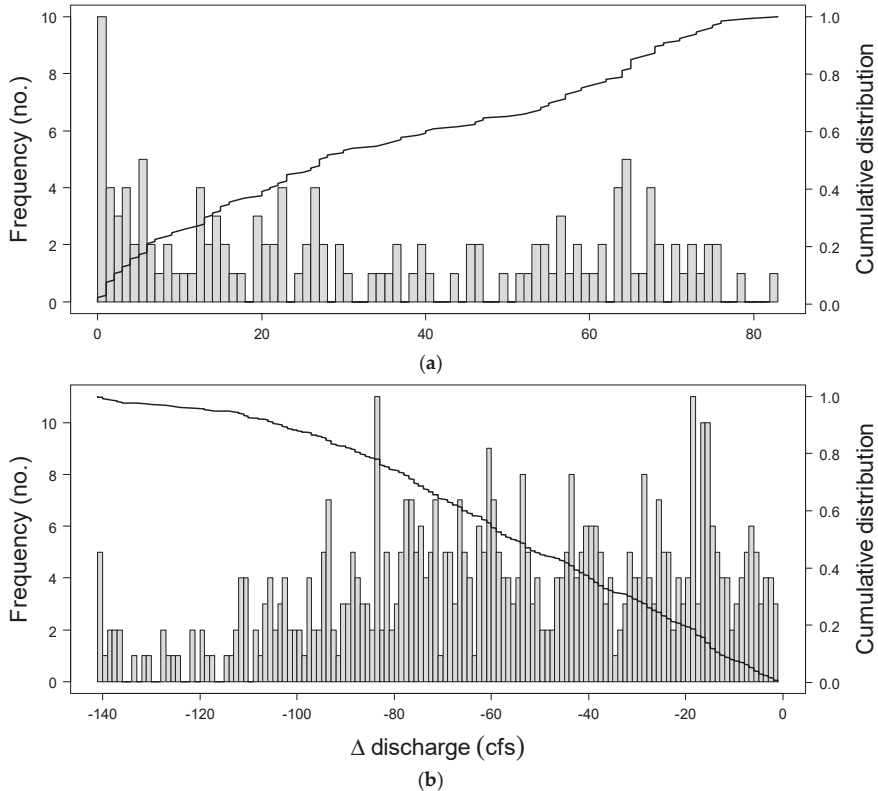 Frequency (no.)
10
8
6
4
2
0
1.0
0.8
0.6
0.4
0.2
0.0
Cumulative distribution
0 20 40 60 80
(a)
Frequency (no.)
10
8
6
4
2
0
1.0
0.8
0.6
0.4
0.2
0.0
Cumulative distribution
-140 -120 -100 -80 -60 -40 -20 0
Δ discharge (cfs)
(b)